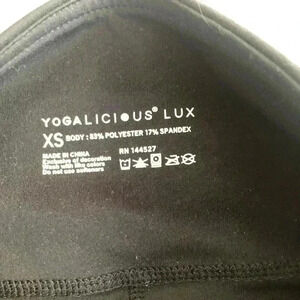 YOGALICIOUS® LUX
XS BODY: 83% POLYESTER 17% SPANDEX
MADE IN CHINA RN 144527
Exclusive of decoration
Wash with like colors
Do not use softeners